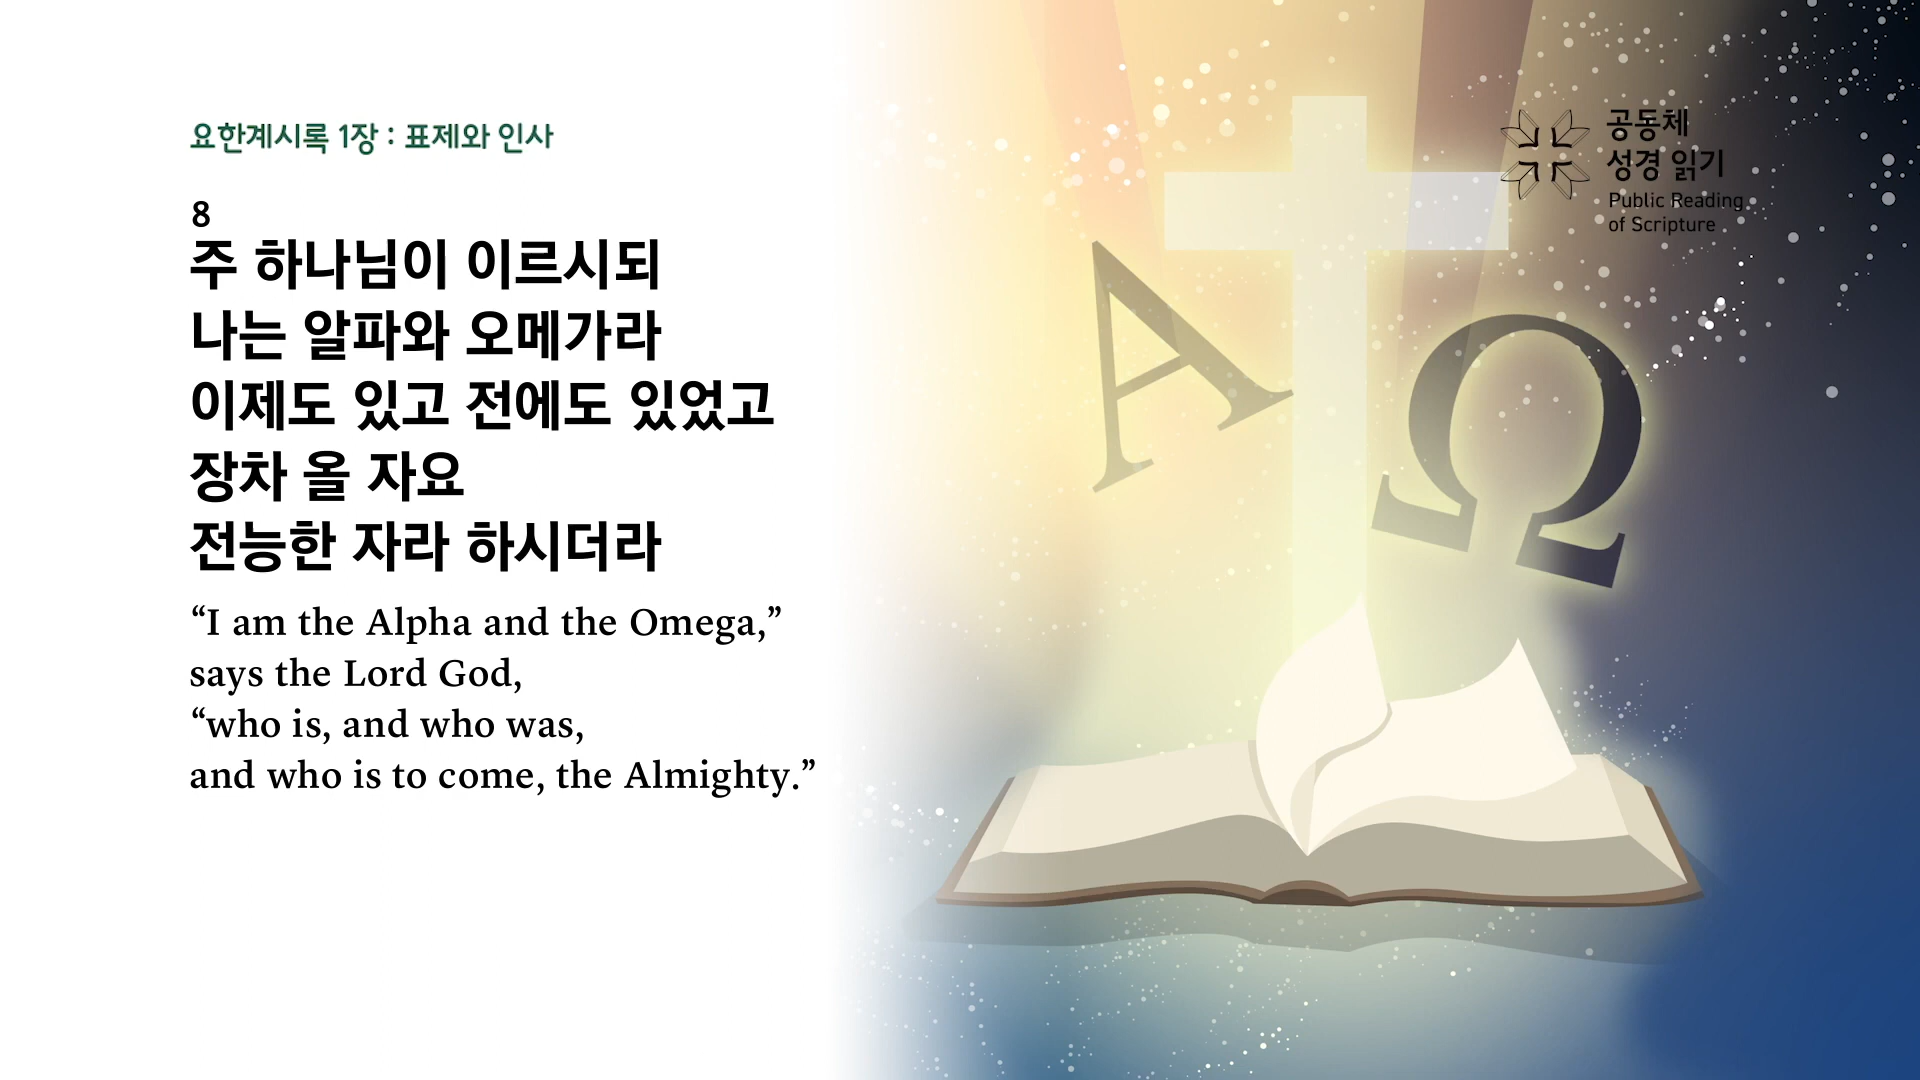 요한계시록 1장 : 표제와 인사
8
주 하나님이 이르시되
나는 알파와 오메가라
이제도 있고 전에도 있었고
장차 올 자요
전능한 자라 하시더라
“I am the Alpha and the Omega,”
says the Lord God,
“who is, and who was,
and who is to come, the Almighty.”
공동체
성경 읽기
Public Reading
of Scripture
Α
Ω